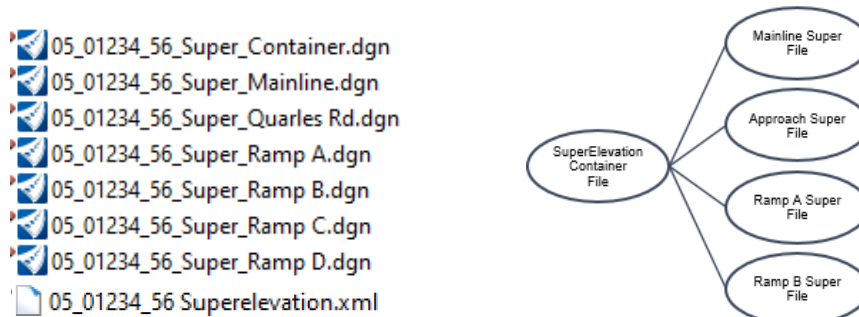 05_01234_56_Super_Container.dgn
05_01234_56_Super_Mainline.dgn
05_01234_56_Super_Quarles Rd.dgn
05_01234_56_Super_Ramp A.dgn
05_01234_56_Super_Ramp B.dgn
05_01234_56_Super_Ramp C.dgn
05_01234_56_Super_Ramp D.dgn
05_01234_56 Superelevation.xml
SuperElevation
Container
File
Mainline Super
File
Approach Super
File
Ramp A Super
File
Ramp B Super
File